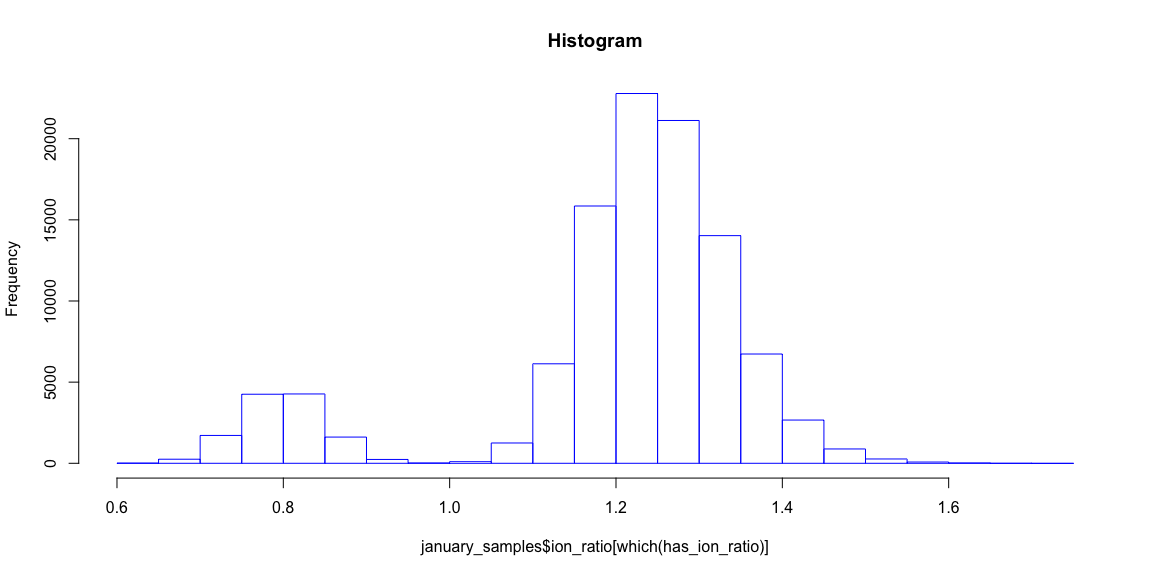 Histogram
Frequency
20000
15000
10000
5000
0
0.6 0.8 1.0 1.2 1.4 1.6
january_samples$ion_ratio[which(has_ion_ratio)]